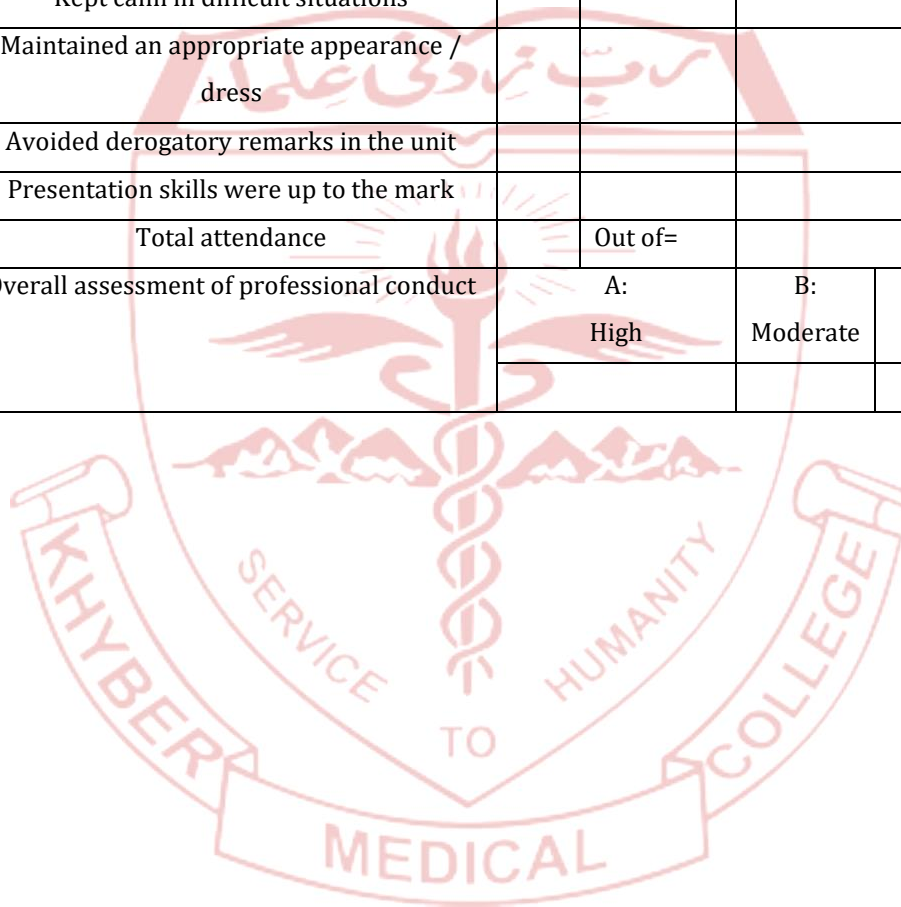 Kept calm in difficult situations
Maintained an appropriate appearance /
dress
Avoided derogatory remarks in the unit
Presentation skills were up to the mark
Total attendance Out of=
Overall assessment of professional conduct A: B:
High Moderate
رَبِّ زِدْنِی عِلْمًا
SERVICE
TO
HUMANITY
KHYBER
MEDICAL
COLLEGE